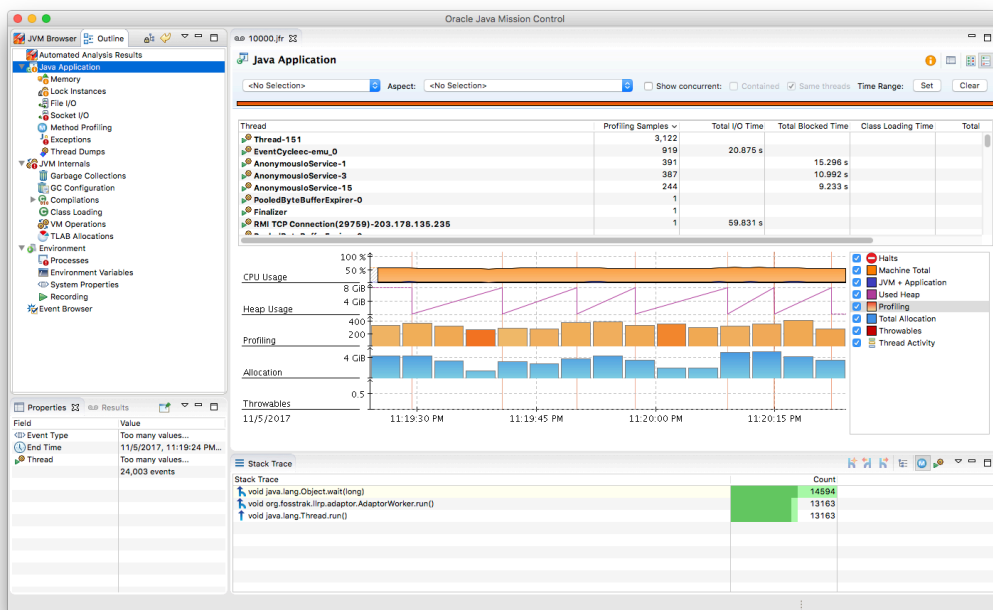 Oracle Java Mission Control
JVM Browser Outline
Automated Analysis Results
Java Application
Memory
Lock Instances
File I/O
Socket I/O
Method Profiling
Exceptions
Thread Dumps
JVM Internals
Garbage Collections
GC Configuration
Compilations
Class Loading
VM Operations
TLAB Allocations
Environment
Processes
Environment Variables
System Properties
Recording
Event Browser
Properties Results
Field Value
Event Type Too many values...
End Time 11/5/2017, 11:19:24 PM...
Thread Too many values...
24,003 events
10000.jfr
Java Application
<No Selection> Aspect: <No Selection> Show concurrent: Contained Same threads Time Range: Set Clear
Thread Profiling Samples Total I/O Time Total Blocked Time Class Loading Time Total
Thread-151 3,122
EventCycleec-emu_0 919 20.875 s
AnonymousIoService-1 391 15.296 s
AnonymousIoService-3 387 10.992 s
AnonymousIoService-15 244 9.233 s
PooledByteBufferExpirer-0 1
Finalizer 1
RMI TCP Connection(29759)-203.178.135.235 1 59.831 s
100 %
50 %
CPU Usage
8 GiB
4 GiB
Heap Usage
400
200
Profiling
4 GiB
Allocation
0.5
Throwables
11/5/2017 11:19:30 PM 11:19:45 PM 11:20:00 PM 11:20:15 PM
Halts
Machine Total
JVM + Application
Used Heap
Profiling
Total Allocation
Throwables
Thread Activity
Stack Trace
Stack Trace Count
void java.lang.Object.wait(long) 14594
void org.fosstrak.llrp.adaptor.AdaptorWorker.run() 13163
void java.lang.Thread.run() 13163